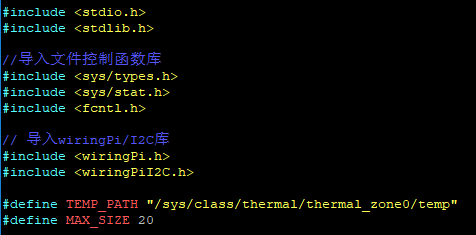 #include <stdio.h>
#include <stdlib.h>
//导入文件控制函数库
#include <sys/types.h>
#include <sys/stat.h>
#include <fcntl.h>
// 导入wiringPi/I2C库
#include <wiringPi.h>
#include <wiringPiI2C.h>
#define TEMP_PATH "/sys/class/thermal/thermal_zone0/temp"
#define MAX_SIZE 20